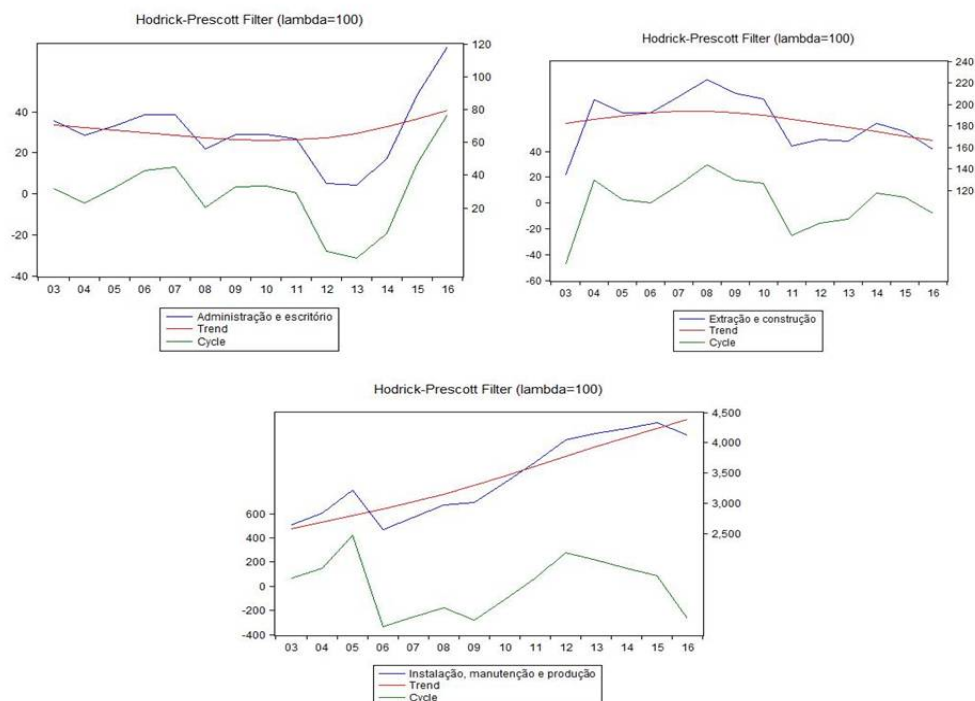 Hodrick-Prescott Filter (lambda=100)
120
100
80
60
40
20
40
20
0
-20
-40
03 04 05 06 07 08 09 10 11 12 13 14 15 16
Administração e escritório
Trend
Cycle
Hodrick-Prescott Filter (lambda=100)
240
220
200
180
160
140
120
40
20
0
-20
-40
-60
03 04 05 06 07 08 09 10 11 12 13 14 15 16
Extração e construção
Trend
Cycle
Hodrick-Prescott Filter (lambda=100)
4,500
4,000
3,500
3,000
2,500
600
400
200
0
-200
-400
03 04 05 06 07 08 09 10 11 12 13 14 15 16
Instalação, manutenção e produção
Trend
Cycle